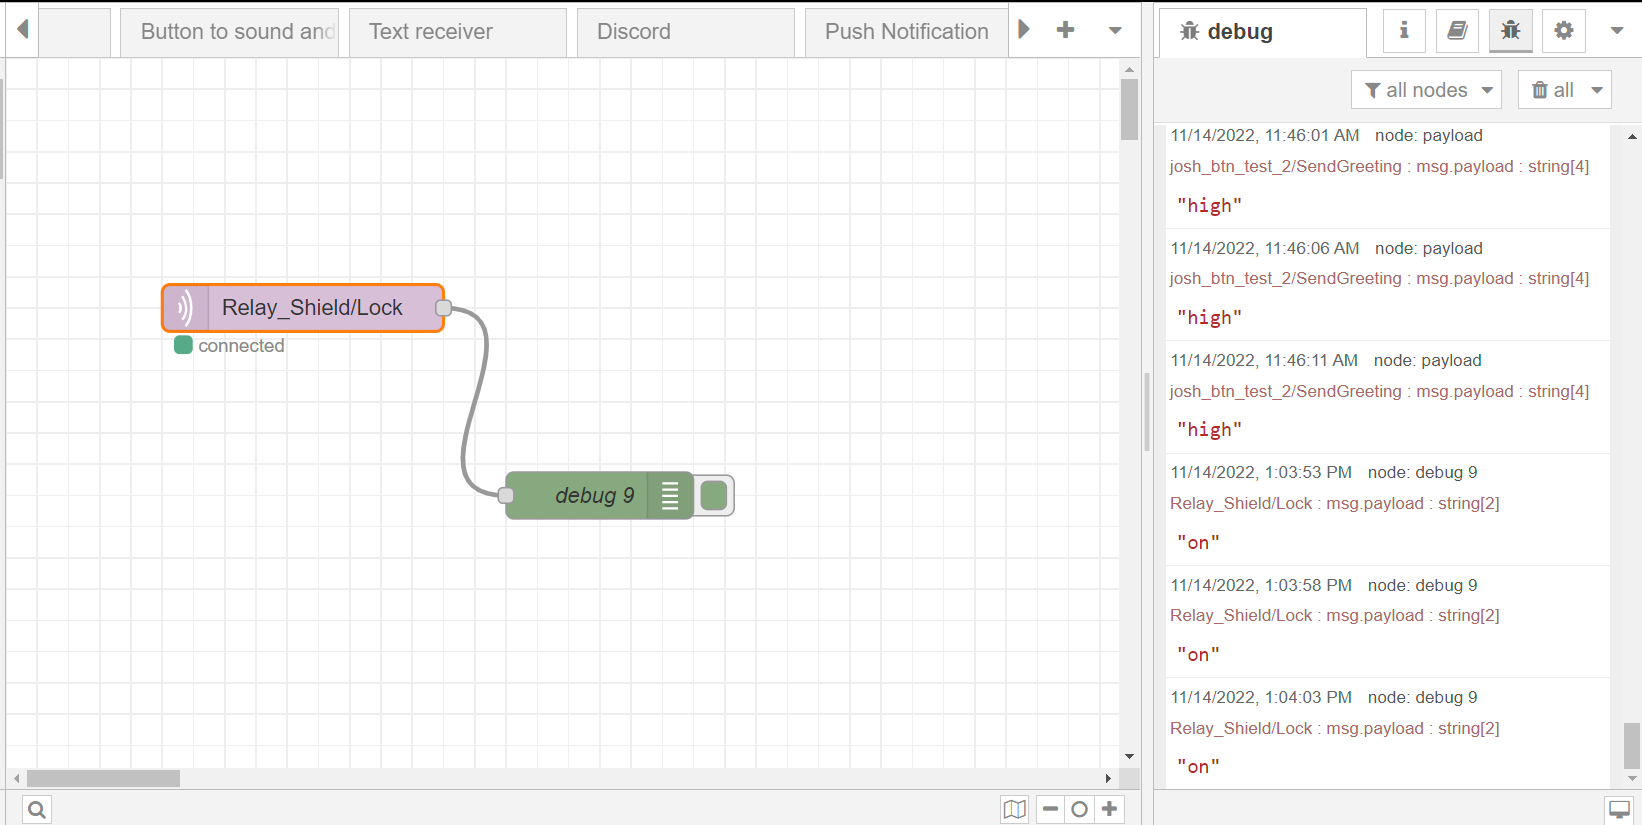 Button to sound and
Text receiver
Discord
Push Notification
debug
all nodes
all
Relay_Shield/Lock
connected
debug 9
11/14/2022, 11:46:01 AM node: payload
josh_btn_test_2/SendGreeting : msg.payload : string[4]
"high"
11/14/2022, 11:46:06 AM node: payload
josh_btn_test_2/SendGreeting : msg.payload : string[4]
"high"
11/14/2022, 11:46:11 AM node: payload
josh_btn_test_2/SendGreeting : msg.payload : string[4]
"high"
11/14/2022, 1:03:53 PM node: debug 9
Relay_Shield/Lock : msg.payload : string[2]
"on"
11/14/2022, 1:03:58 PM node: debug 9
Relay_Shield/Lock : msg.payload : string[2]
"on"
11/14/2022, 1:04:03 PM node: debug 9
Relay_Shield/Lock : msg.payload : string[2]
"on"